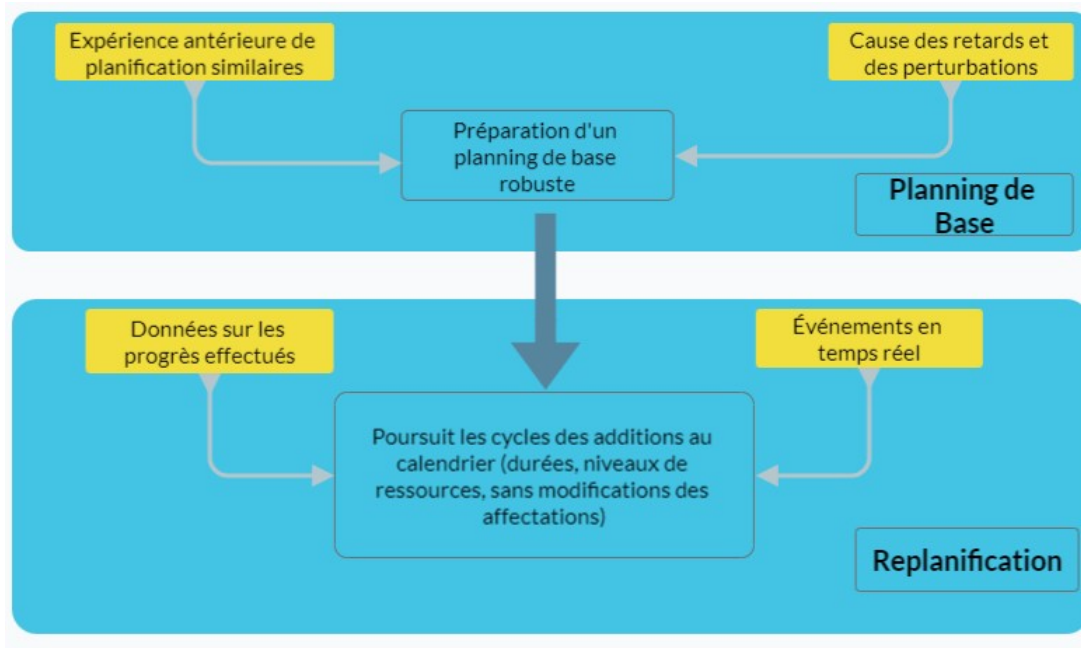 Expérience antérieure de
planification similaires
Cause des retards et
des perturbations
Préparation d'un
planning de base
robuste
Planning de
Base
Données sur les
progrès effectués
Événements en
temps réel
Poursuit les cycles des additions au
calendrier (durées, niveaux de
ressources, sans modifications des
affectations)
Replanification